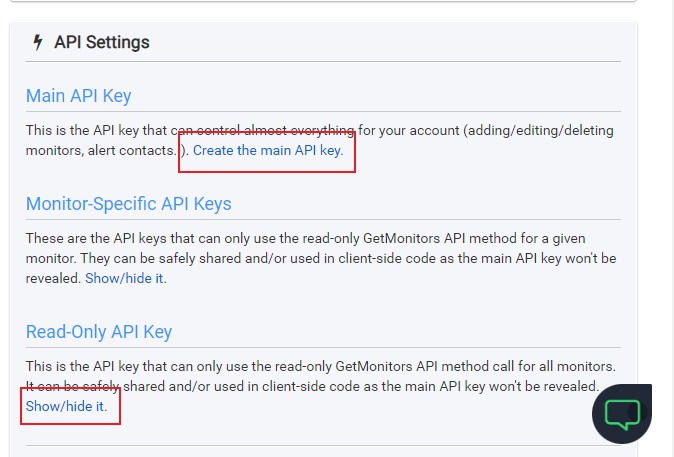 API Settings
Main API Key
This is the API key that can control almost everything for your account (adding/editing/deleting
monitors, alert contacts..). Create the main API key.
Monitor-Specific API Keys
These are the API keys that can only use the read-only GetMonitors API method for a given
monitor. They can be safely shared and/or used in client-side code as the main API key won't be
revealed. Show/hide it.
Read-Only API Key
This is the API key that can only use the read-only GetMonitors API method call for all monitors.
It can be safely shared and/or used in client-side code as the main API key won't be revealed.
Show/hide it.